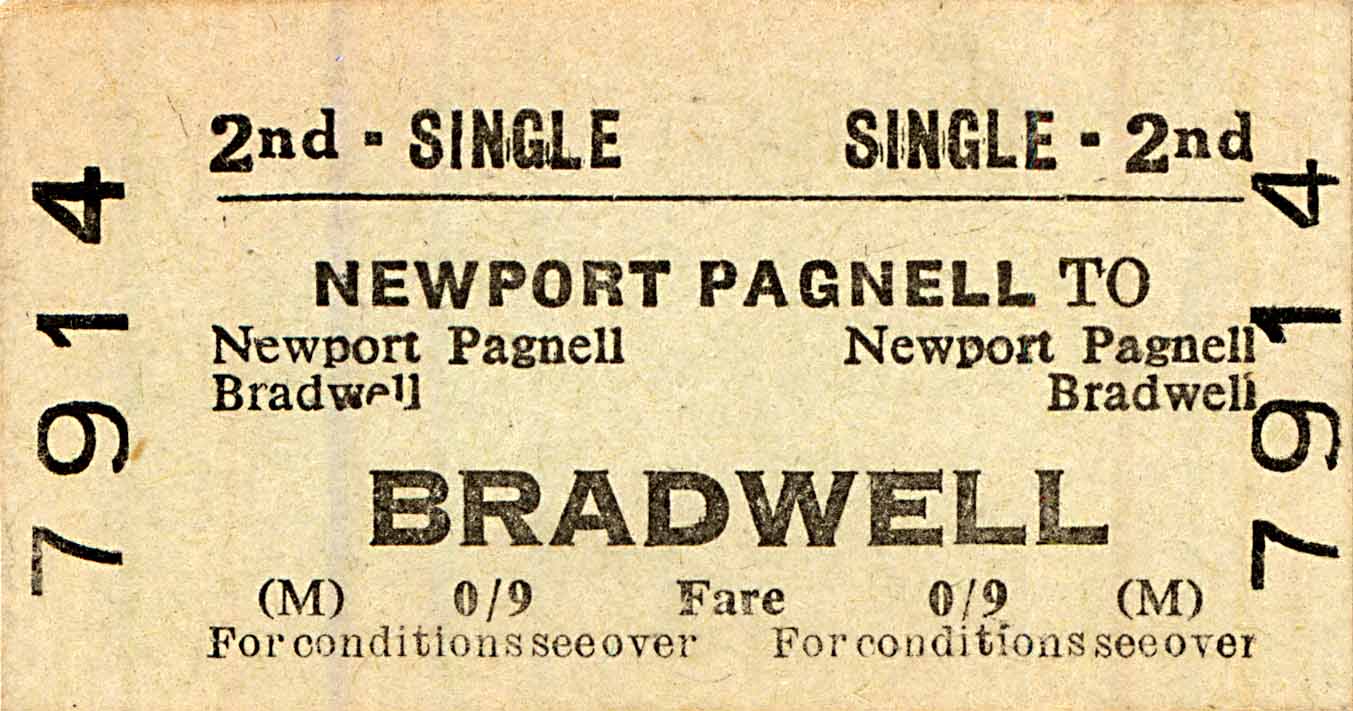 2nd - SINGLE SINGLE - 2nd
NEWPORT PAGNELL TO
Newport Pagnell Newport Pagnell
Bradwell Bradwell
BRADWELL
(M) 0/9 Fare 0/9 (M)
For conditions see over For conditions see over
7914
7914